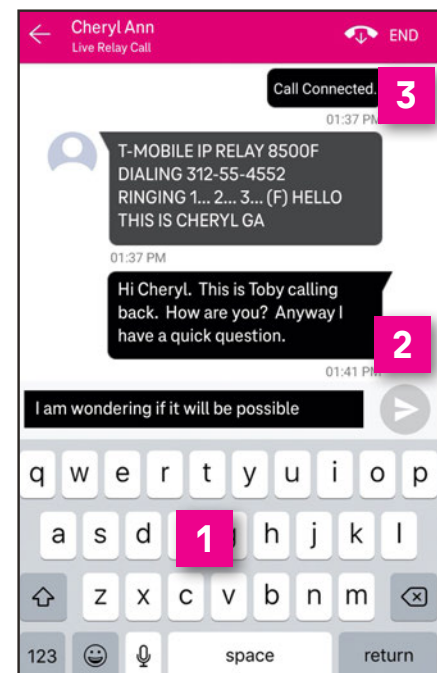 Cheryl Ann
Live Relay Call
END
Call Connected.
3
01:37 PM
T-MOBILE IP RELAY 8500F
DIALING 312-55-4552
RINGING 1... 2... 3... (F) HELLO
THIS IS CHERYL GA
01:37 PM
Hi Cheryl. This is Toby calling
back. How are you? Anyway I
have a quick question.
2
01:41 PM
I am wondering if it will be possible
q w e r t y u i o p
a s d 1 h j k l
z x c v b n m
123 space return